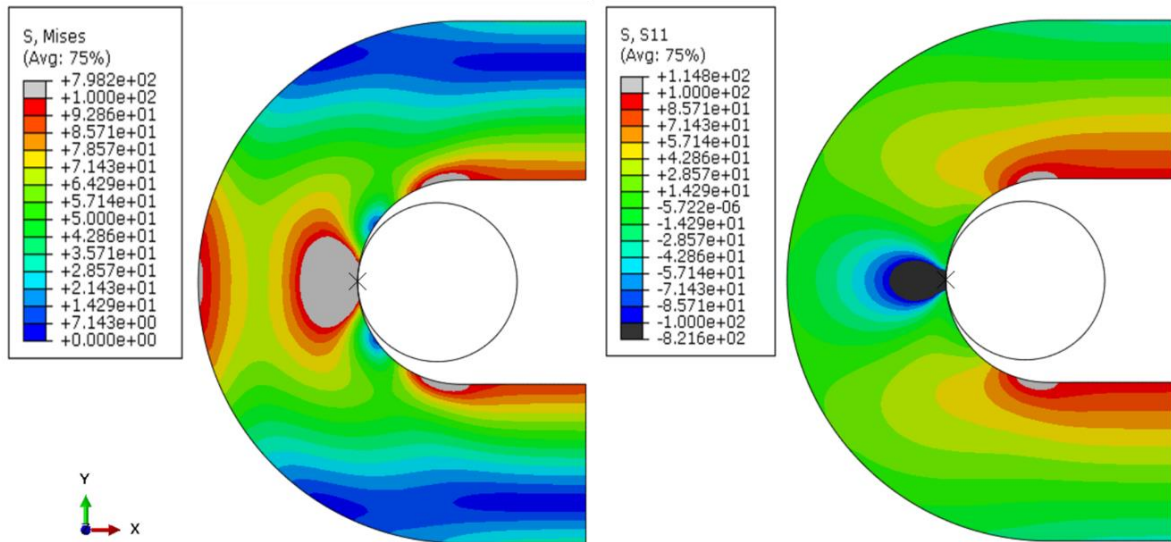 S, Mises
(Avg: 75%)
+7.982e+02
+1.000e+02
+9.286e+01
+8.571e+01
+7.857e+01
+7.143e+01
+6.429e+01
+5.714e+01
+5.000e+01
+4.286e+01
+3.571e+01
+2.857e+01
+2.143e+01
+1.429e+01
+7.143e+00
+0.000e+00
Y
X
S, S11
(Avg: 75%)
+1.148e+02
+1.000e+02
+8.571e+01
+7.143e+01
+5.714e+01
+4.286e+01
+2.857e+01
+1.429e+01
-5.722e-06
-1.429e+01
-2.857e+01
-4.286e+01
-5.714e+01
-7.143e+01
-8.571e+01
-1.000e+02
-8.216e+02